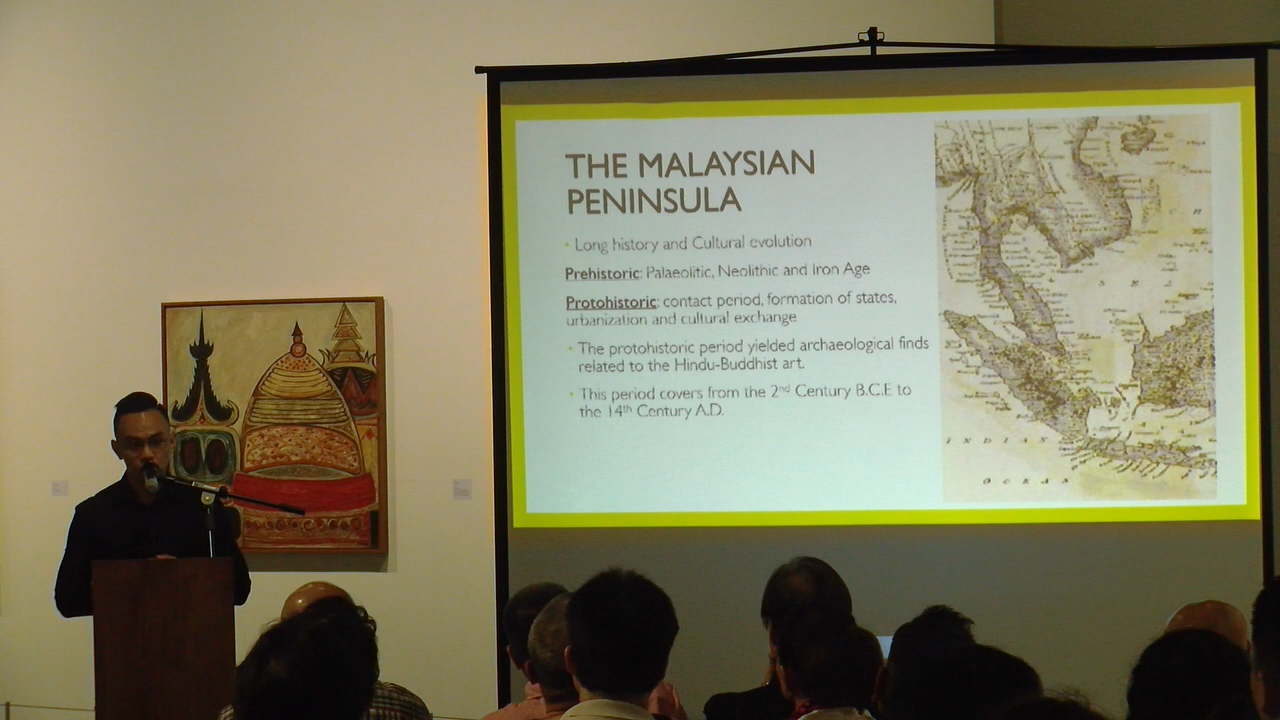 THE MALAYSIAN
PENINSULA
• Long history and Cultural evolution
Prehistoric: Palaeolitic, Neolithic and Iron Age
Protohistoric: contact period, formation of states,
urbanization and cultural exchange
• The protohistoric period yielded archaeological finds
related to the Hindu-Buddhist art.
• This period covers from the 2nd Century B.C.E to
the 14th Century A.D.
INDIAN
OCEAN